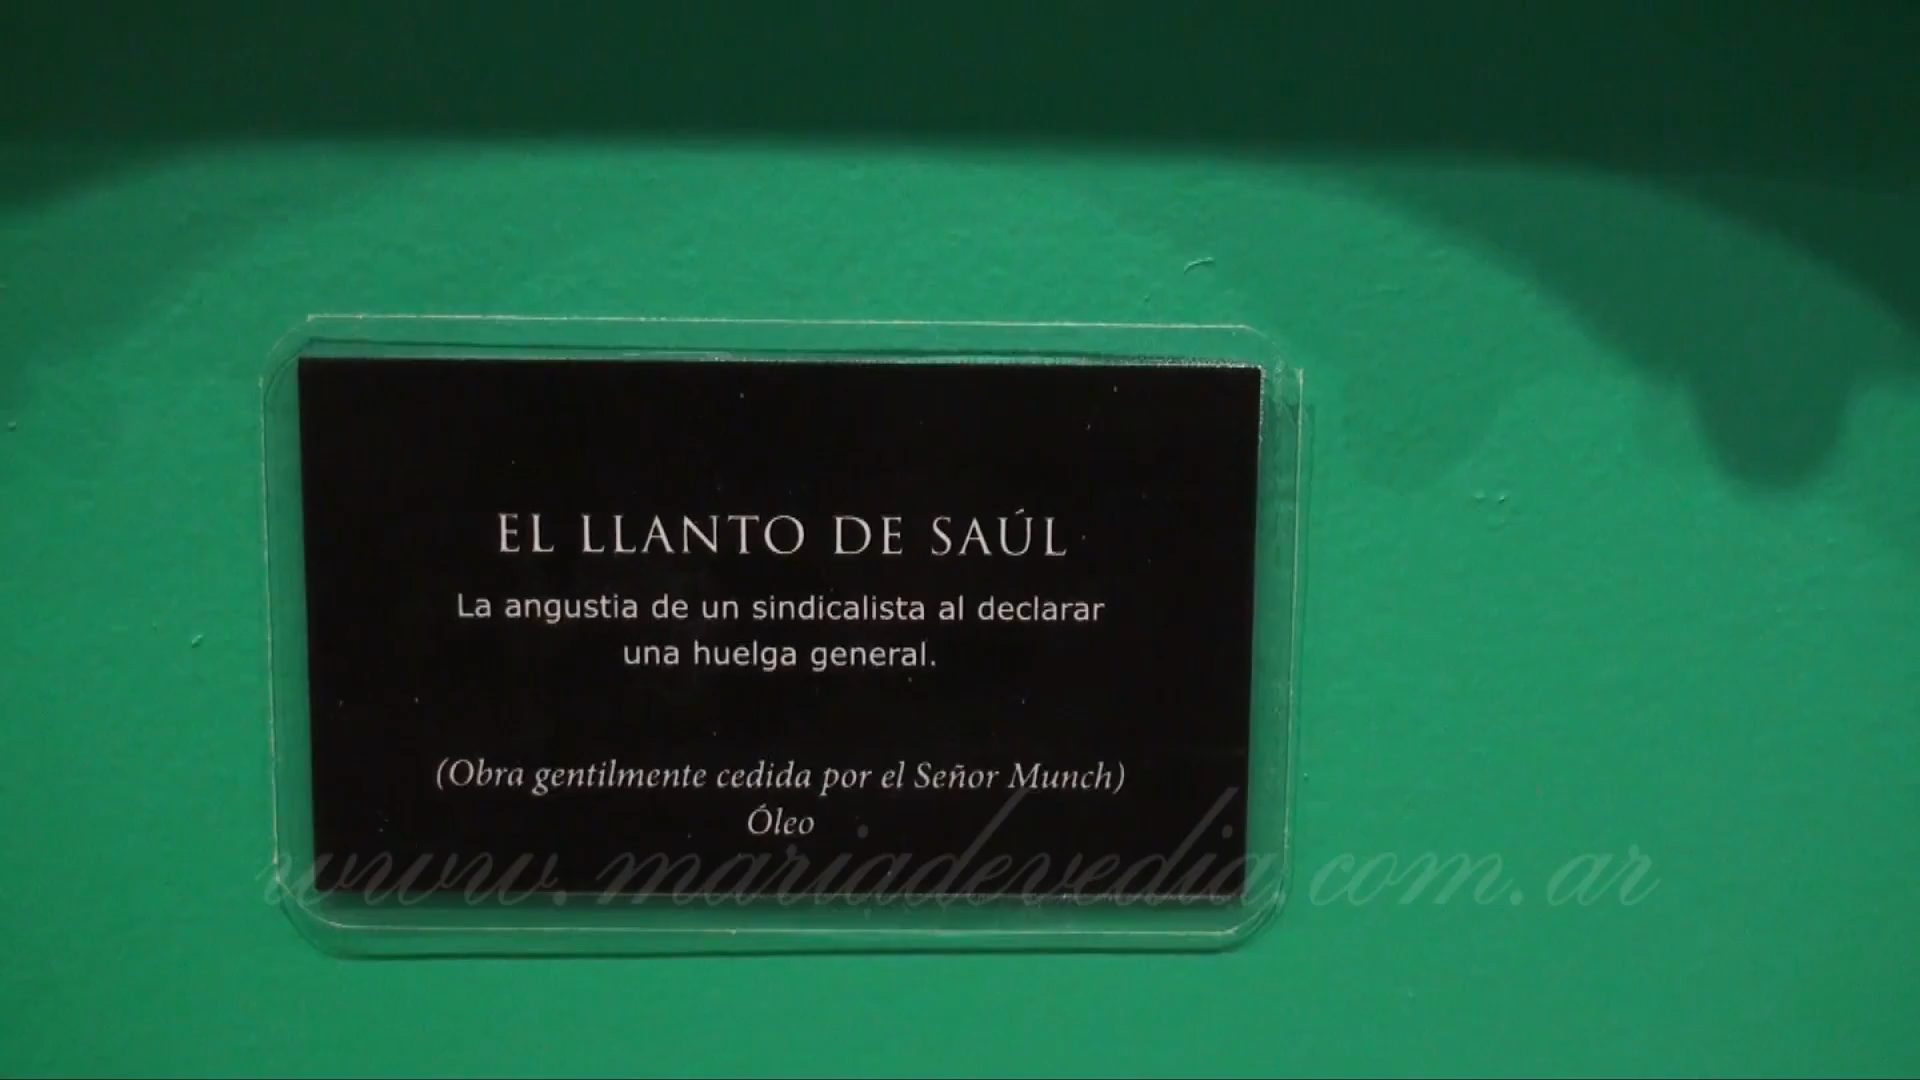 EL LLANTO DE SAÚL
La angustia de un sindicalista al declarar
una huelga general.
(Obra gentilmente cedida por el Señor Munch)
Óleo
www.mariadevedia.com.ar